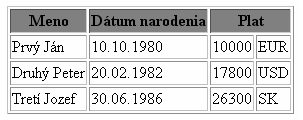 Meno Dátum narodenia Plat
Prvý Ján 10.10.1980 10000 EUR
Druhý Peter 20.02.1982 17800 USD
Tretí Jozef 30.06.1986 26300 SK